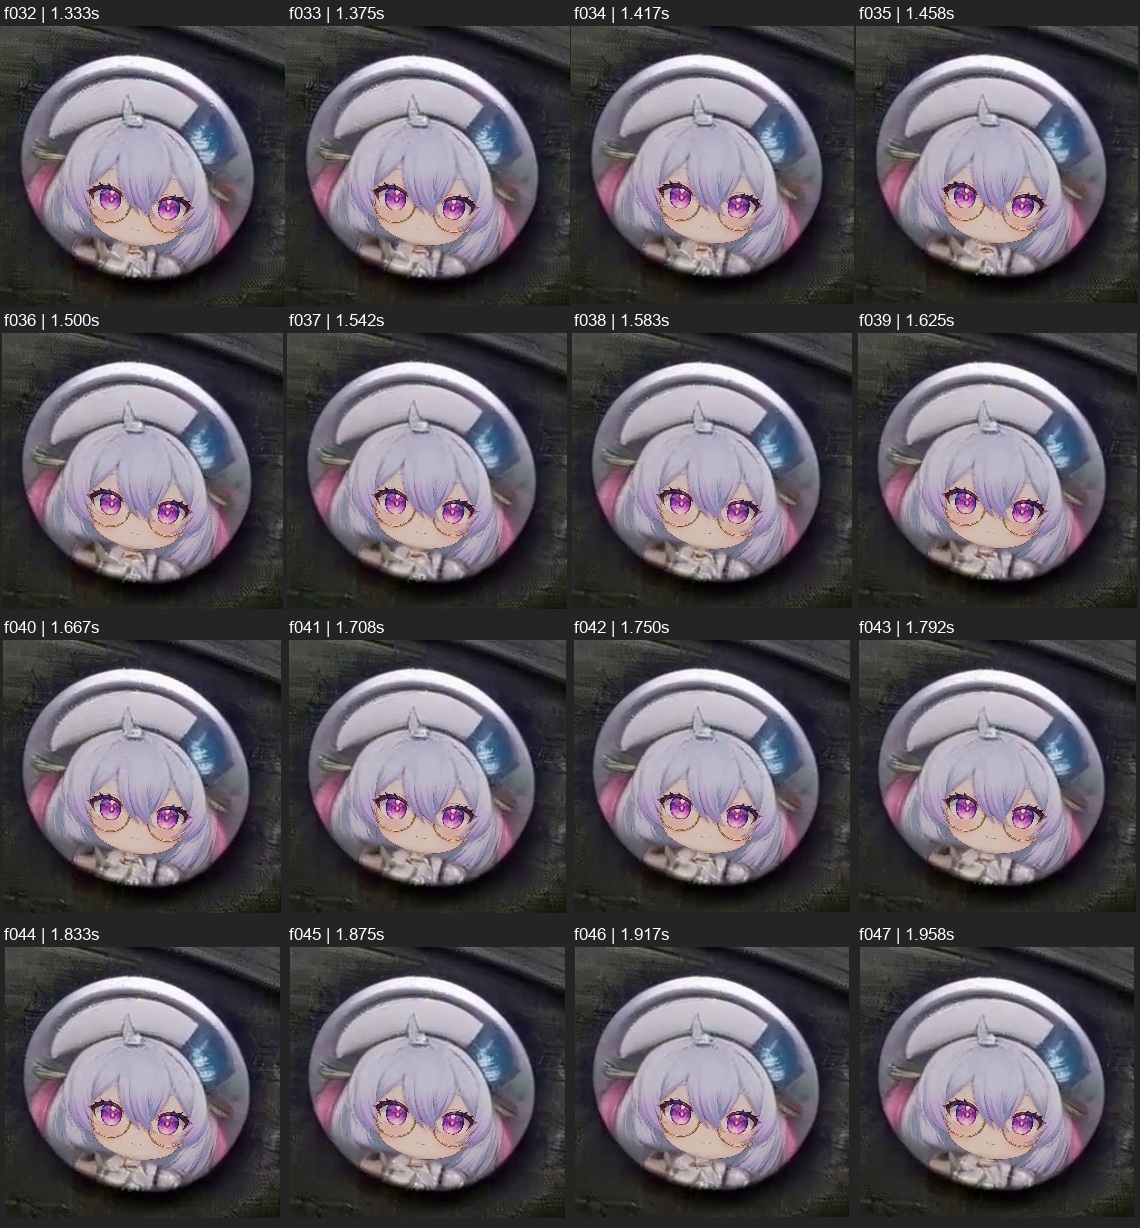 f032 | 1.333s
f033 | 1.375s
f034 | 1.417s
f035 | 1.458s
f036 | 1.500s
f037 | 1.542s
f038 | 1.583s
f039 | 1.625s
f040 | 1.667s
f041 | 1.708s
f042 | 1.750s
f043 | 1.792s
f044 | 1.833s
f045 | 1.875s
f046 | 1.917s
f047 | 1.958s